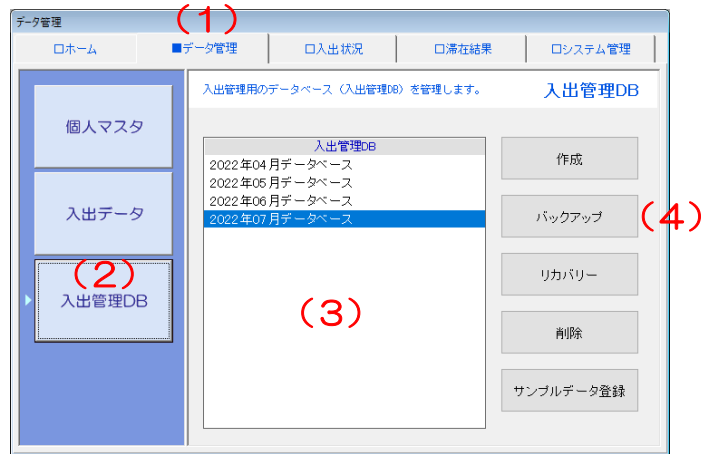 データ管理
(1)
□ホーム ■データ管理 □入出状況 □滞在結果 □システム管理
入出管理用のデータベース（入出管理DB）を管理します。 入出管理DB
個人マスタ
入出データ
(2)
入出管理DB
入出管理DB
2022年04月データベース
2022年05月データベース
2022年06月データベース
2022年07月データベース
(3)
作成
バックアップ (4)
リカバリー
削除
サンプルデータ登録